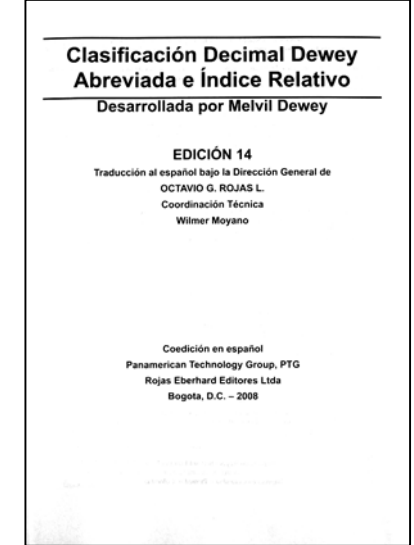 Clasificación Decimal Dewey
Abreviada e Índice Relativo
Desarrollada por Melvil Dewey
EDICIÓN 14
Traducción al español bajo la Dirección General de
OCTAVIO G. ROJAS L.
Coordinación Técnica
Wilmer Moyano
Coedición en español
Panamerican Technology Group, PTG
Rojas Eberhard Editores Ltda
Bogota, D.C. – 2008